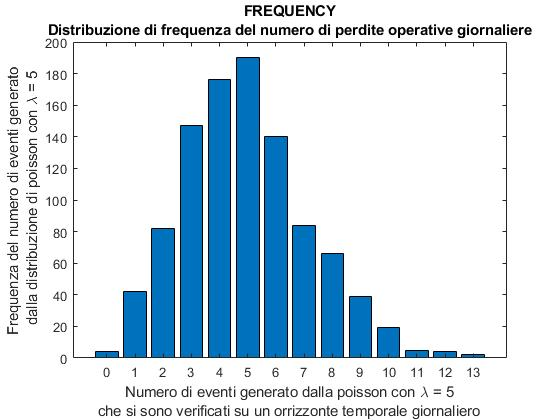 FREQUENCY
Distribuzione di frequenza del numero di perdite operative giornaliere
Frequenza del numero di eventi generato
dalla distribuzione di poisson con λ = 5
200
180
160
140
120
100
80
60
40
20
0
0 1 2 3 4 5 6 7 8 9 10 11 12 13
Numero di eventi generato dalla poisson con λ = 5
che si sono verificati su un orrizzonte temporale giornaliero